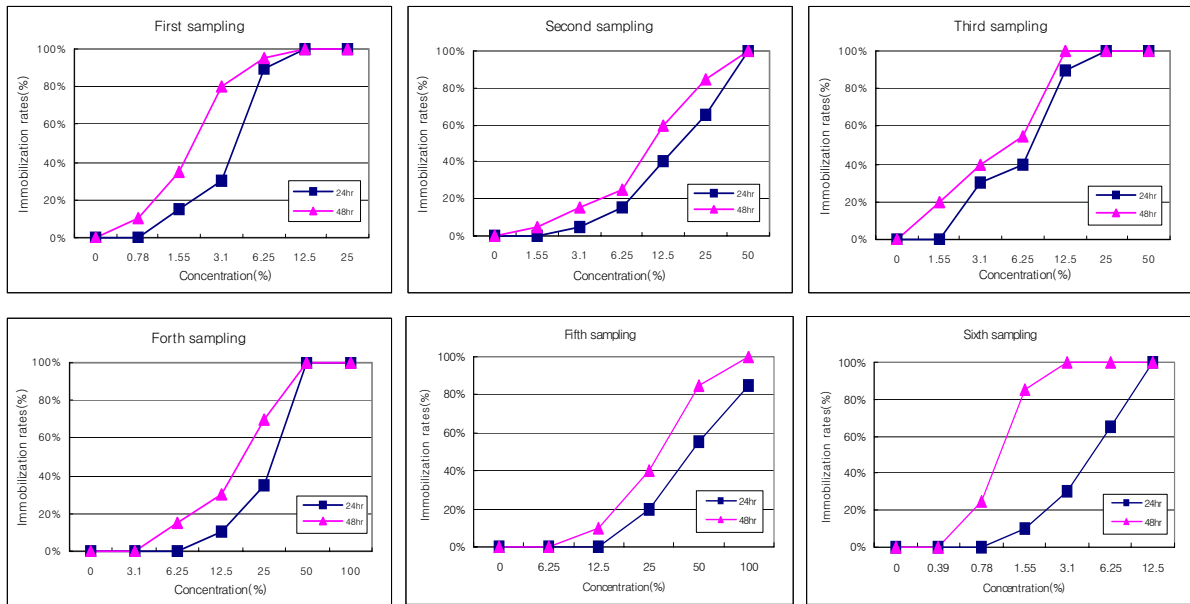 First sampling
Immobilization rates(%)
100%
80%
60%
40%
20%
0%
0 0.78 1.55 3.1 6.25 12.5 25
Concentration(%)
24hr
48hr
Second sampling
Immobilization rates(%)
100%
80%
60%
40%
20%
0%
0 1.55 3.1 6.25 12.5 25 50
Concentration(%)
24hr
48hr
Third sampling
Immobilization rates(%)
100%
80%
60%
40%
20%
0%
0 1.55 3.1 6.25 12.5 25 50
Concentration(%)
24hr
48hr
Forth sampling
Immobilization rates(%)
100%
80%
60%
40%
20%
0%
0 3.1 6.25 12.5 25 50 100
Concentration(%)
24hr
48hr
Fifth sampling
Immobilization rates(%)
100%
80%
60%
40%
20%
0%
0 6.25 12.5 25 50 100
Concentration(%)
24hr
48hr
Sixth sampling
Immobilization rates(%)
100%
80%
60%
40%
20%
0%
0 0.39 0.78 1.55 3.1 6.25 12.5
Concentration(%)
24hr
48hr